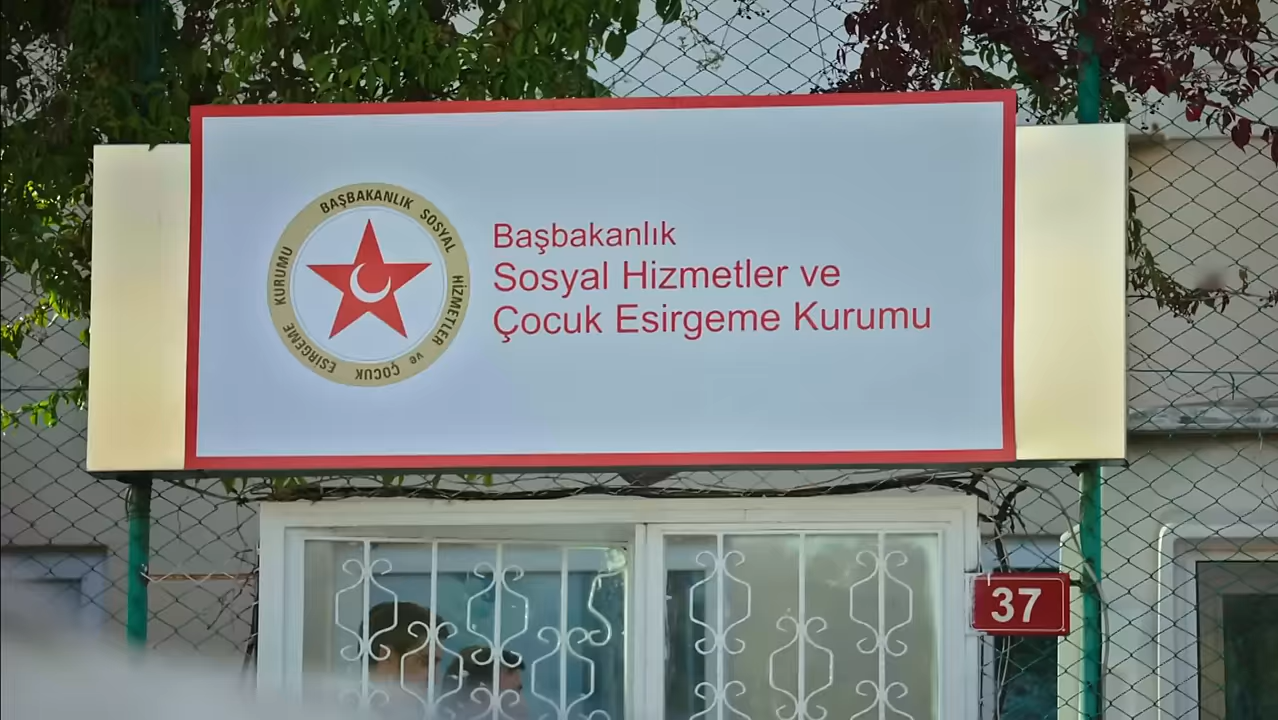 BAŞBAKANLIK SOSYAL HİZMETLER ve ÇOCUK ESİRGEME KURUMU
Başbakanlık
Sosyal Hizmetler ve
Çocuk Esirgeme Kurumu
37